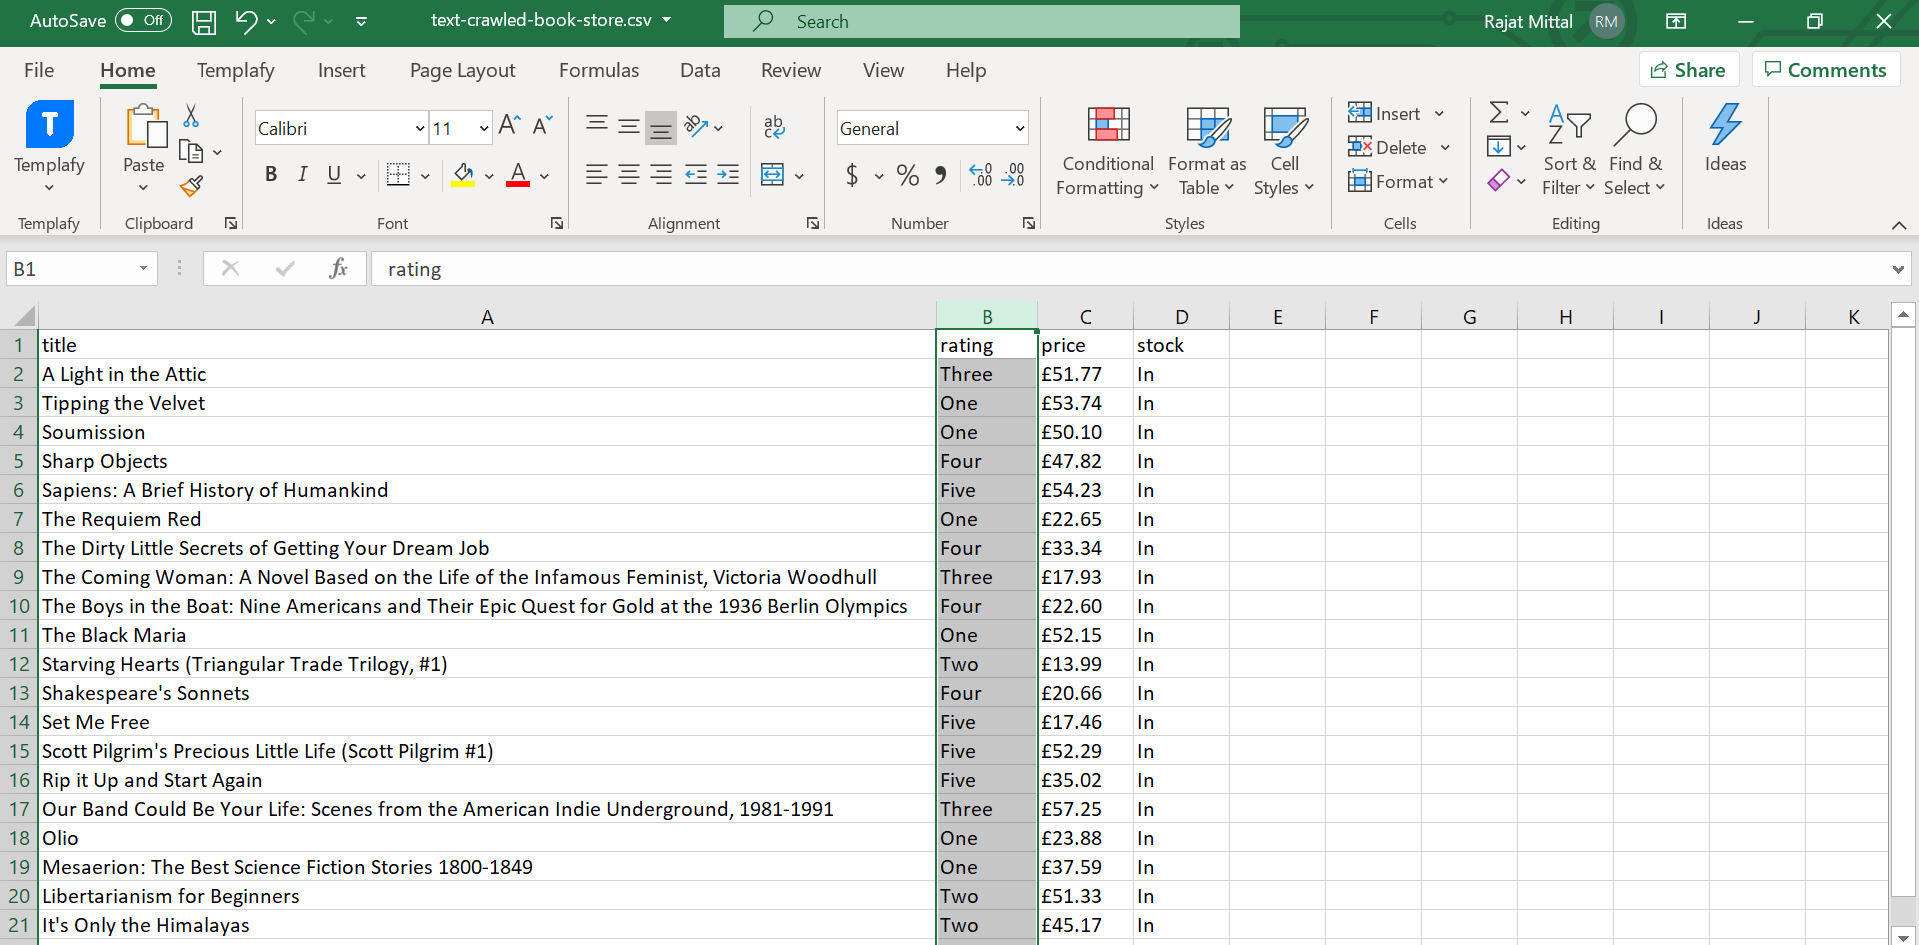 AutoSave Off text-crawled-book-store.csv Search Rajat Mittal RM
File Home Templafy Insert Page Layout Formulas Data Review View Help Share Comments
T Templafy
Templafy
Paste
Clipboard
Calibri 11 A A
B I U A
Font
ab
Alignment
General
$ % , .00
Number
Conditional Formatting
Format as Table
Cell Styles
Styles
Insert
Delete
Format
Cells
Sort & Filter
Find & Select
Editing
Ideas
Ideas
B1 fx rating
A B C D E F G H I J K
1 title rating price stock
2 A Light in the Attic Three £51.77 In
3 Tipping the Velvet One £53.74 In
4 Soumission One £50.10 In
5 Sharp Objects Four £47.82 In
6 Sapiens: A Brief History of Humankind Five £54.23 In
7 The Requiem Red One £22.65 In
8 The Dirty Little Secrets of Getting Your Dream Job Four £33.34 In
9 The Coming Woman: A Novel Based on the Life of the Infamous Feminist, Victoria Woodhull Three £17.93 In
10 The Boys in the Boat: Nine Americans and Their Epic Quest for Gold at the 1936 Berlin Olympics Four £22.60 In
11 The Black Maria One £52.15 In
12 Starving Hearts (Triangular Trade Trilogy, #1) Two £13.99 In
13 Shakespeare's Sonnets Four £20.66 In
14 Set Me Free Five £17.46 In
15 Scott Pilgrim's Precious Little Life (Scott Pilgrim #1) Five £52.29 In
16 Rip it Up and Start Again Five £35.02 In
17 Our Band Could Be Your Life: Scenes from the American Indie Underground, 1981-1991 Three £57.25 In
18 Olio One £23.88 In
19 Mesaerion: The Best Science Fiction Stories 1800-1849 One £37.59 In
20 Libertarianism for Beginners Two £51.33 In
21 It's Only the Himalayas Two £45.17 In